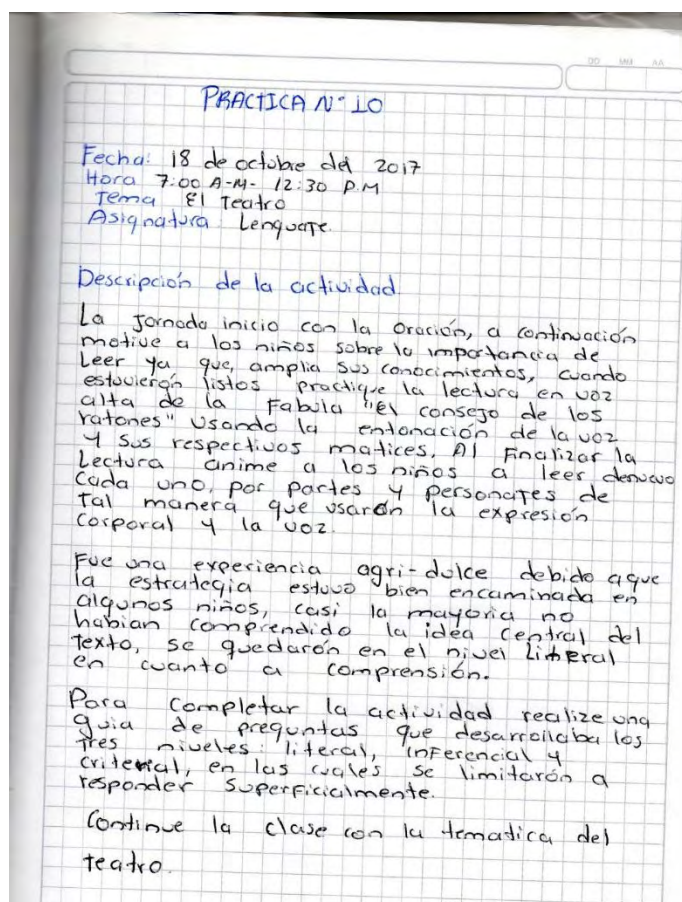 DD MM AA
PRACTICA N° 10
Fecha: 18 de octubre del 2017
Hora 7:00 A-M- 12:30 P.M
Tema El Teatro
Asignatura Lenguaje.
Descripción de la actividad.
La Jornada inicio con la oración, a continuación
motive a los niños sobre la importancia de
Leer ya que, amplia sus conocimientos, cuando
estuvierón listos practique la lectura en voz
alta de la Fabula "El consejo de los
ratones" Usando la entonación de la voz
y sus respectivos matices. Al Finalizar la
Lectura anime a los niños a leer denuevo
Cada uno, por partes y personajes de
Tal manera que usarón la expresión
corporal y la voz.
Fue una experiencia agri-dulce debido aque
la estrategia estuvo bien encaminada en
algunos niños, casi la mayoria no
habian comprendido la idea central del
Texto, se quedarón en el nivel Literal
en cuanto a comprensión.
Para completar la actividad realize una
guia de preguntas que desarrollaba los
Tres niveles: literal, inFerencial y
criterial, en las cuales se limitarón a
responder superficialmente.
Continue la clase con la tematica del
teatro.